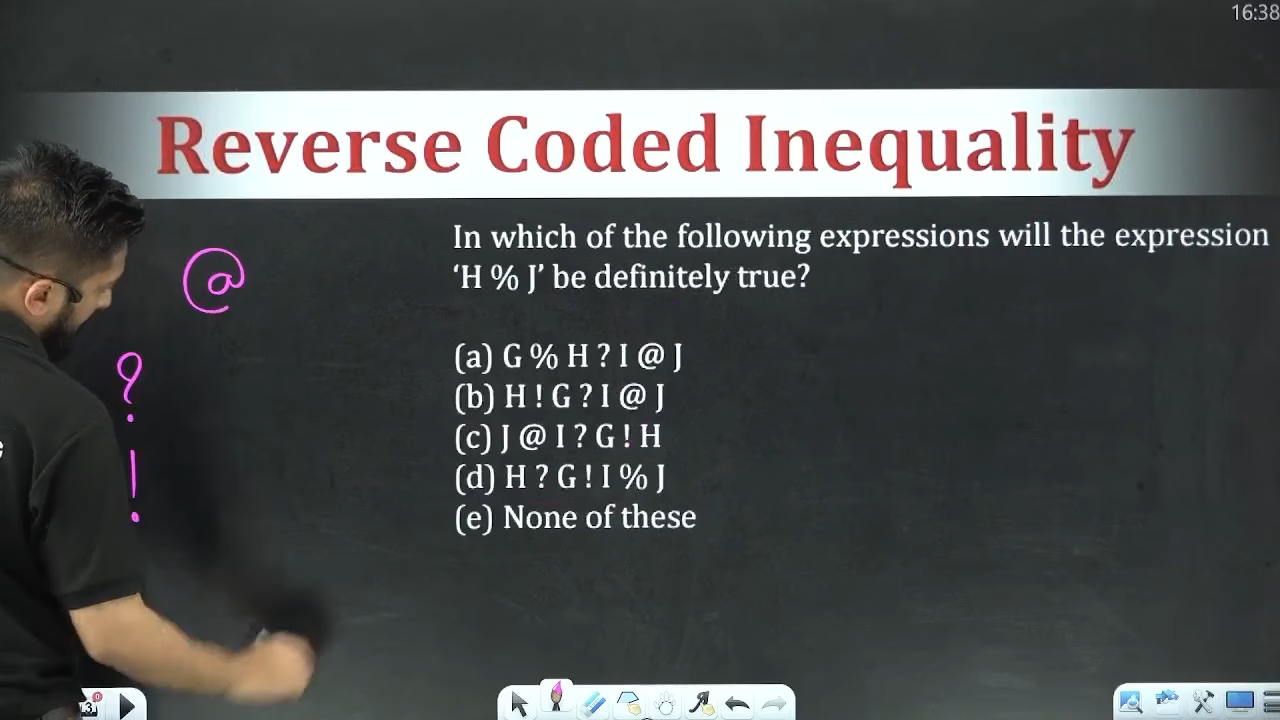 16:38
Reverse Coded Inequality
In which of the following expressions will the expression
‘H % J’ be definitely true?
@
?
!
(a) G % H ? I @ J
(b) H ! G ? I @ J
(c) J @ I ? G ! H
(d) H ? G ! I % J
(e) None of these